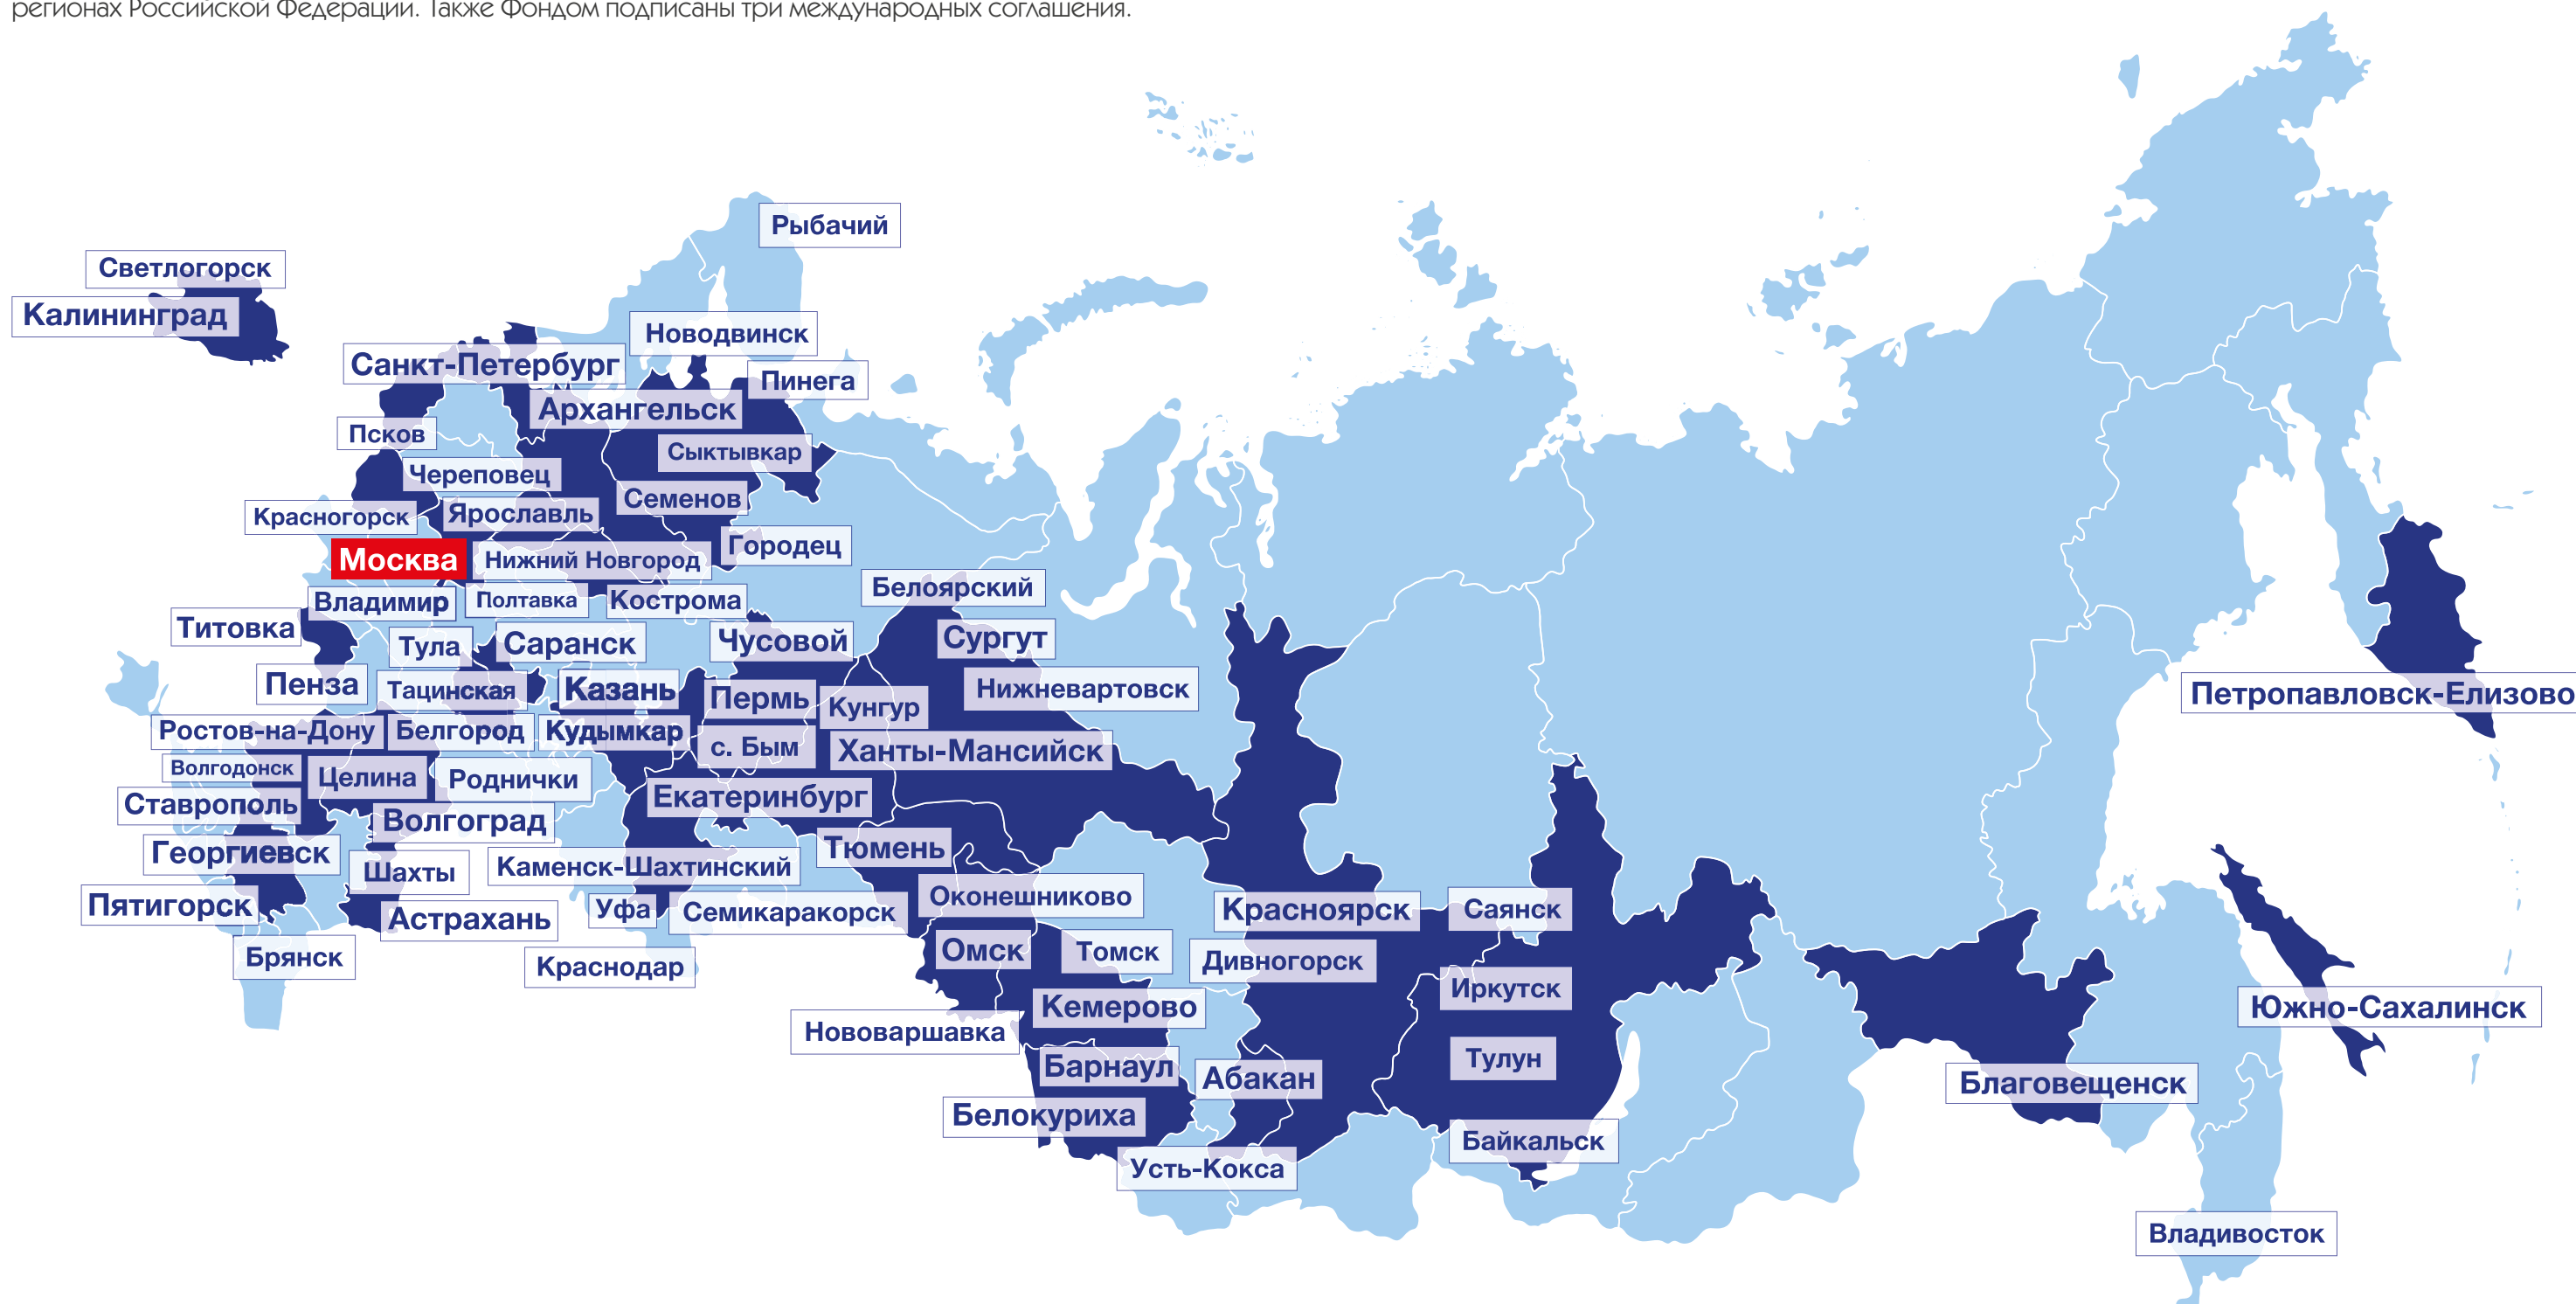 регионах Российской Федерации. Также Фондом подписаны три международных соглашения.
Рыбачий
Светлогорск
Калининград
Новодвинск
Санкт-Петербург
Пинега
Архангельск
Псков
Сыктывкар
Череповец
Семенов
Красногорск
Ярославль
Городец
Москва
Нижний Новгород
Белоярский
Владимир
Полтавка
Кострома
Титовка
Тула
Саранск
Чусовой
Сургут
Пенза
Тацинская
Казань
Пермь
Кунгур
Нижневартовск
Петропавловск-Елизово
Ростов-на-Дону
Белгород
Кудымкар
с. Бым
Ханты-Мансийск
Волгодонск
Целина
Роднички
Ставрополь
Екатеринбург
Волгоград
Георгиевск
Тюмень
Шахты
Каменск-Шахтинский
Оконешниково
Пятигорск
Астрахань
Уфа
Семикаракорск
Красноярск
Саянск
Брянск
Краснодар
Омск
Томск
Дивногорск
Иркутск
Кемерово
Южно-Сахалинск
Нововаршавка
Тулун
Барнаул
Абакан
Благовещенск
Белокуриха
Байкальск
Усть-Кокса
Владивосток